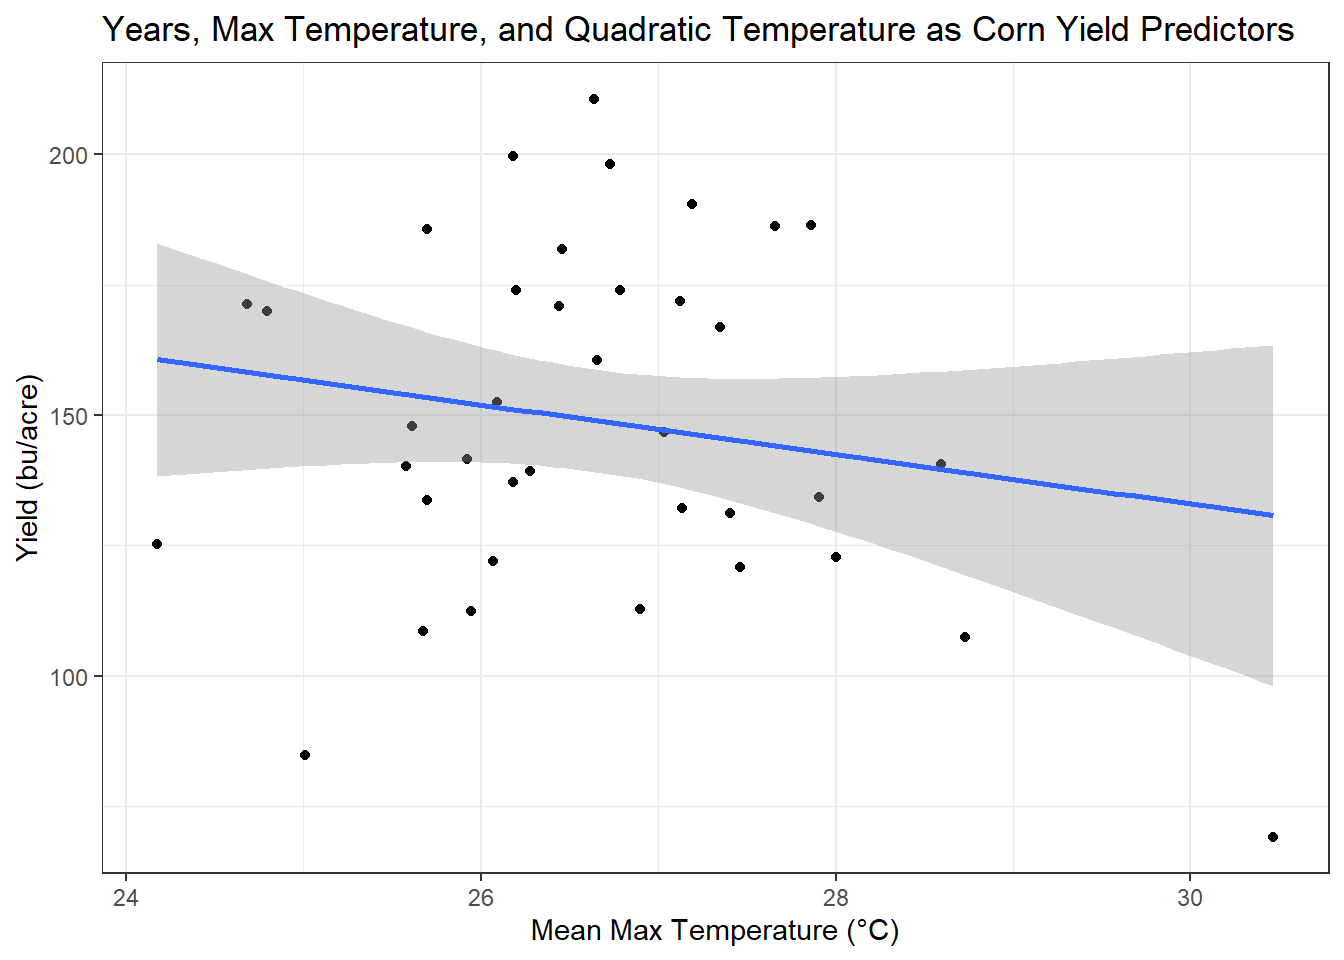 Years, Max Temperature, and Quadratic Temperature as Corn Yield Predictors
Yield (bu/acre)
200
150
100
24
26
28
30
Mean Max Temperature (°C)